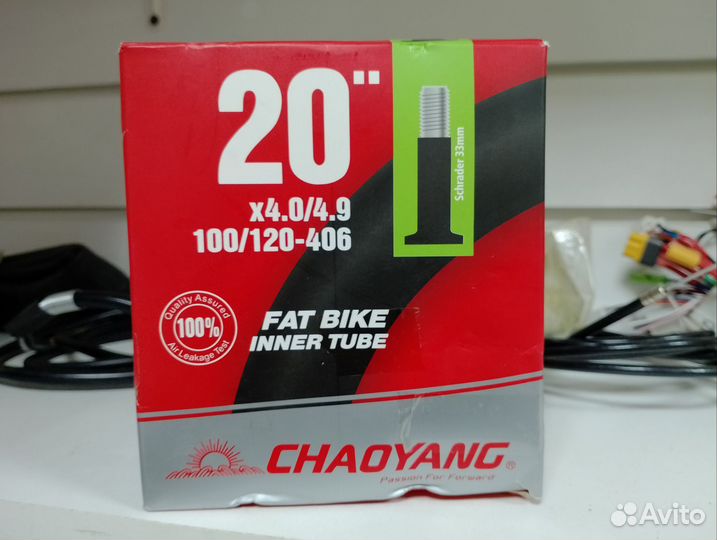 20"
x4.0/4.9
100/120-406
Schrader 33mm
Quality Assured
100%
Air Leakage Test
FAT BIKE
INNER TUBE
CHAOYANG®
Passion For Forward
Avito